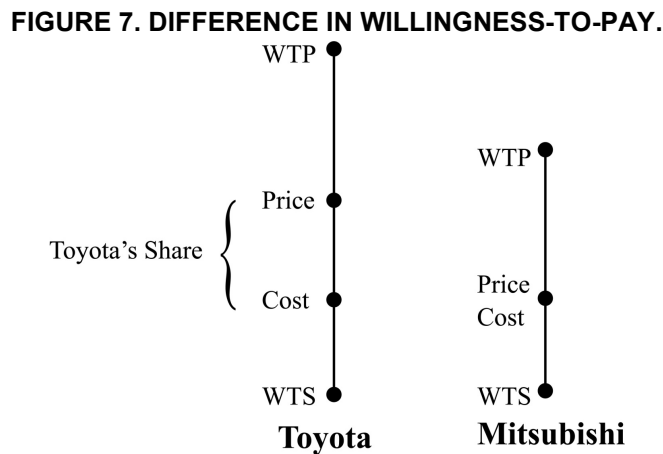 FIGURE 7. DIFFERENCE IN WILLINGNESS-TO-PAY.
WTP
Price
Toyota's Share
Cost
WTS
Toyota
WTP
Price
Cost
WTS
Mitsubishi